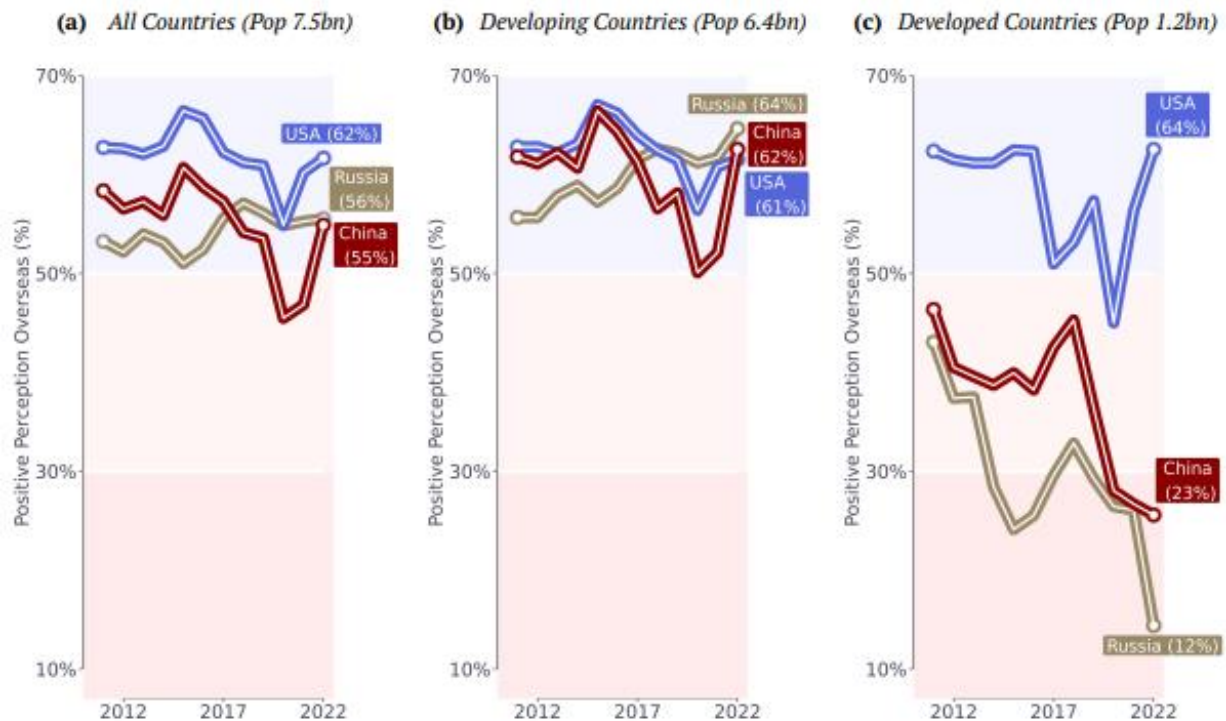 (a) All Countries (Pop 7.5bn)
70%
50%
30%
10%
Positive Perception Overseas (%)
USA (62%)
Russia
(56%)
China
(55%)
2012 2017 2022
(b) Developing Countries (Pop 6.4bn)
70%
50%
30%
10%
Positive Perception Overseas (%)
Russia (64%)
China
(62%)
USA
(61%)
2012 2017 2022
(c) Developed Countries (Pop 1.2bn)
70%
50%
30%
10%
Positive Perception Overseas (%)
USA
(64%)
China
(23%)
Russia (12%)
2012 2017 2022